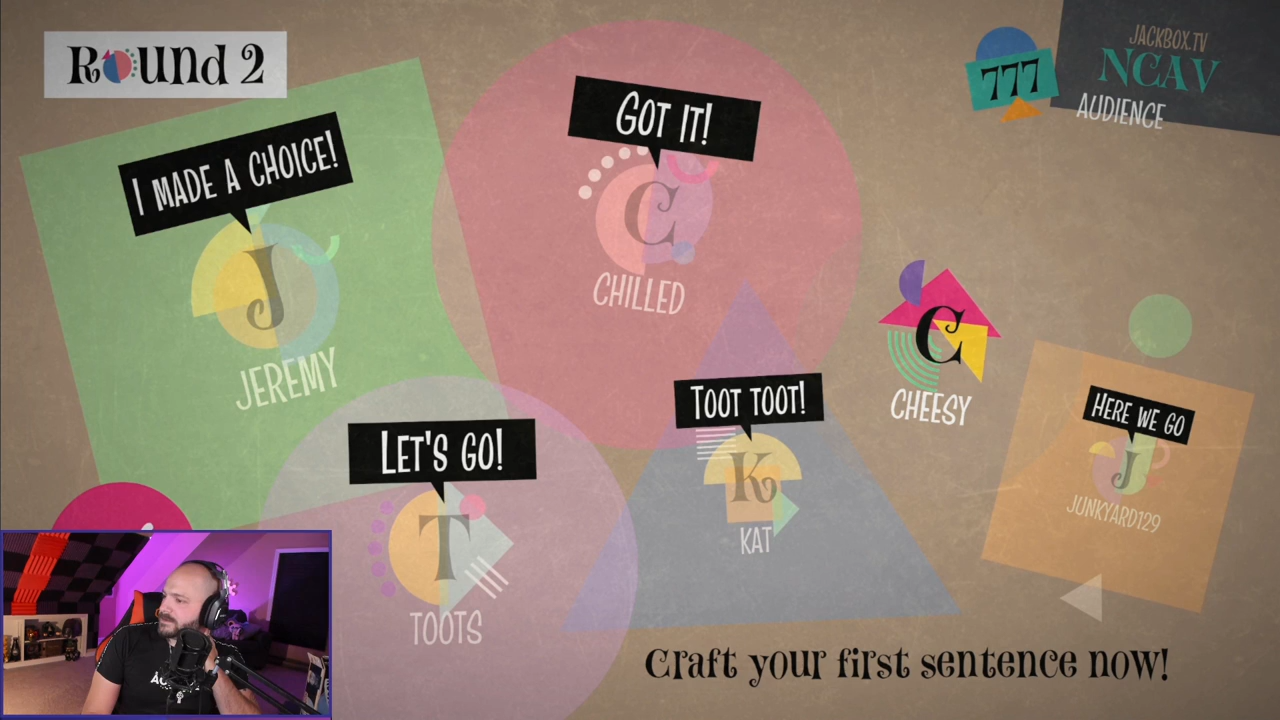 Round 2
JACKBOX.TV
NCAV
777
AUDIENCE
I MADE A CHOICE!
J
JEREMY
GOT IT!
C
CHILLED
C
CHEESY
LET'S GO!
T
TOOTS
TOOT TOOT!
K
KAT
HERE WE GO
J
JUNKYARD129
Craft your first sentence now!